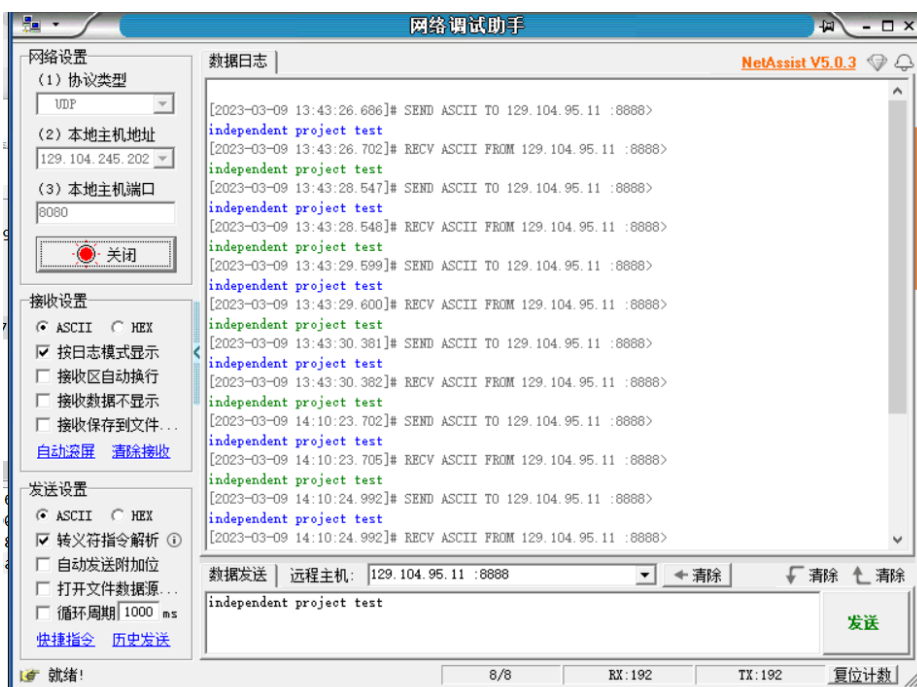 网络调试助手
网络设置
(1) 协议类型
UDP
(2) 本地主机地址
129.104.245.202
(3) 本地主机端口
8080
关闭
接收设置
ASCII HEX
按日志模式显示
接收区自动换行
接收数据不显示
接收保存到文件...
自动滚屏 清除接收
发送设置
ASCII HEX
转义符指令解析
自动发送附加位
打开文件数据源...
循环周期 1000 ms
快捷指令 历史发送
数据日志
NetAssist V5.0.3
[2023-03-09 13:43:26.686]# SEND ASCII TO 129.104.95.11 :8888>
independent project test
[2023-03-09 13:43:26.702]# RECV ASCII FROM 129.104.95.11 :8888>
independent project test
[2023-03-09 13:43:28.547]# SEND ASCII TO 129.104.95.11 :8888>
independent project test
[2023-03-09 13:43:28.548]# RECV ASCII FROM 129.104.95.11 :8888>
independent project test
[2023-03-09 13:43:29.599]# SEND ASCII TO 129.104.95.11 :8888>
independent project test
[2023-03-09 13:43:29.600]# RECV ASCII FROM 129.104.95.11 :8888>
independent project test
[2023-03-09 13:43:30.381]# SEND ASCII TO 129.104.95.11 :8888>
independent project test
[2023-03-09 13:43:30.382]# RECV ASCII FROM 129.104.95.11 :8888>
independent project test
[2023-03-09 14:10:23.702]# SEND ASCII TO 129.104.95.11 :8888>
independent project test
[2023-03-09 14:10:23.705]# RECV ASCII FROM 129.104.95.11 :8888>
independent project test
[2023-03-09 14:10:24.992]# SEND ASCII TO 129.104.95.11 :8888>
independent project test
[2023-03-09 14:10:24.992]# RECV ASCII FROM 129.104.95.11 :8888>
数据发送 远程主机: 129.104.95.11 :8888 清除 清除 清除
independent project test
发送
就绪! 8/8 RX:192 TX:192 复位计数